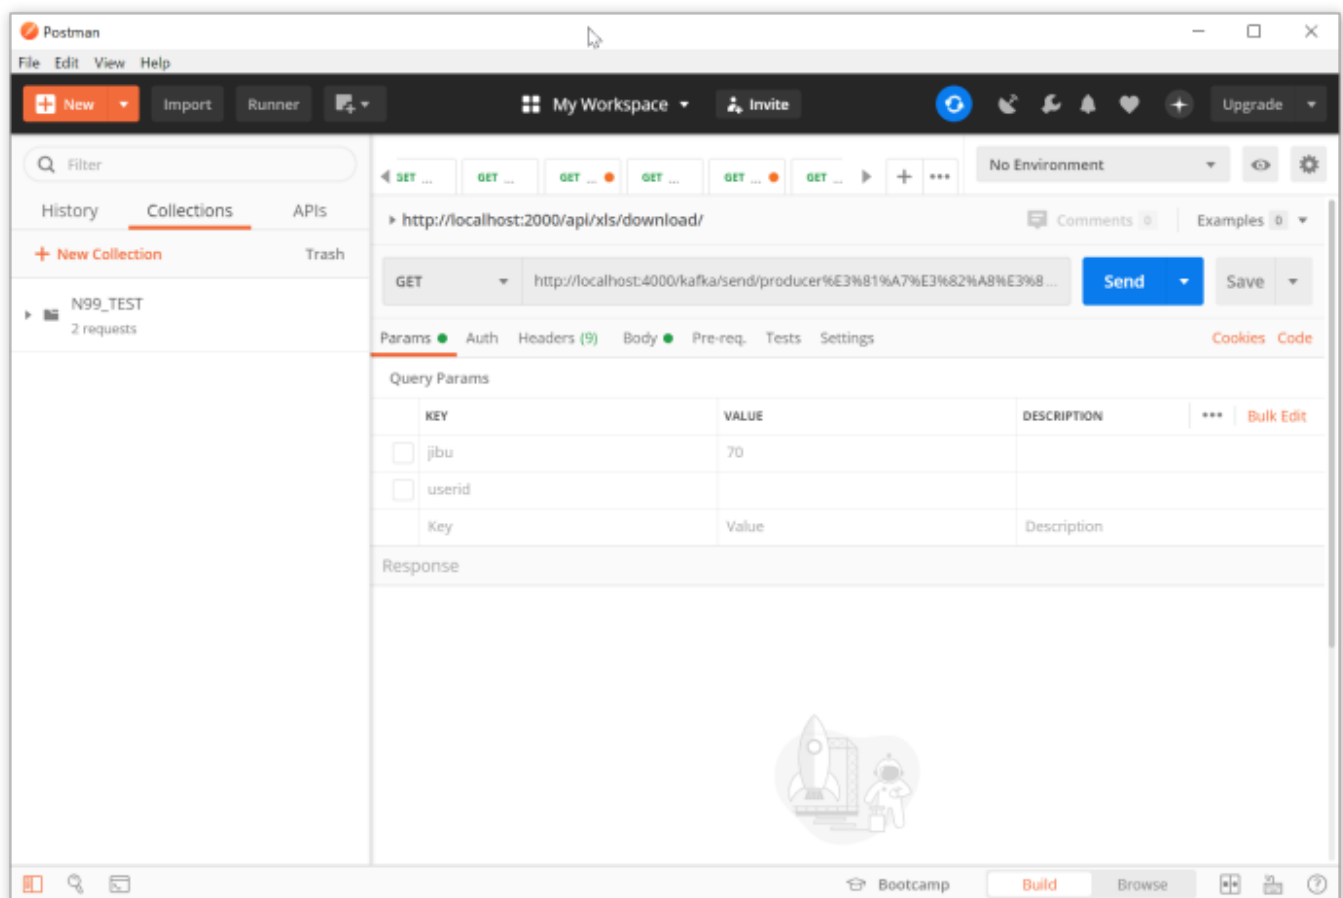 Postman
File Edit View Help
New Import Runner My Workspace Invite Upgrade
Filter
History Collections APIs
+ New Collection Trash
N99_TEST
2 requests
GET ... GET ... GET ... GET ... GET ... GET ... + ••• No Environment
http://localhost:2000/api/xls/download/ Comments 0 Examples 0
GET http://localhost:4000/kafka/send/producer%E3%81%A7%E3%82%A8%E3%8... Send Save
Params Auth Headers (9) Body Pre-req. Tests Settings Cookies Code
Query Params
KEY VALUE DESCRIPTION ••• Bulk Edit
jibu 70
userid
Key Value Description
Response
Bootcamp Build Browse